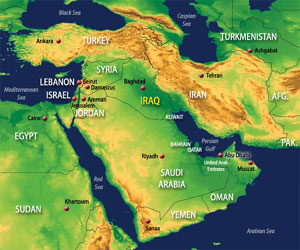 Black Sea
Caspian
Sea
TURKMENISTAN
Ankara
TURKEY
Ashgabat
Tehran
SYRIA
LEBANON
Beirut
Damascus
Mediterranean
Sea
Baghdad
IRAN
AFG.
ISRAEL
Amman
Jerusalem
IRAQ
Cairo
JORDAN
KUWAIT
EGYPT
PAK.
BAHRAIN
Persian
Gulf
QATAR
Abu Dhabi
Riyadh
United Arab
Emirates
Muscat
Red
Sea
SAUDI
ARABIA
OMAN
SUDAN
Khartoum
YEMEN
Sanaa
Arabian Sea